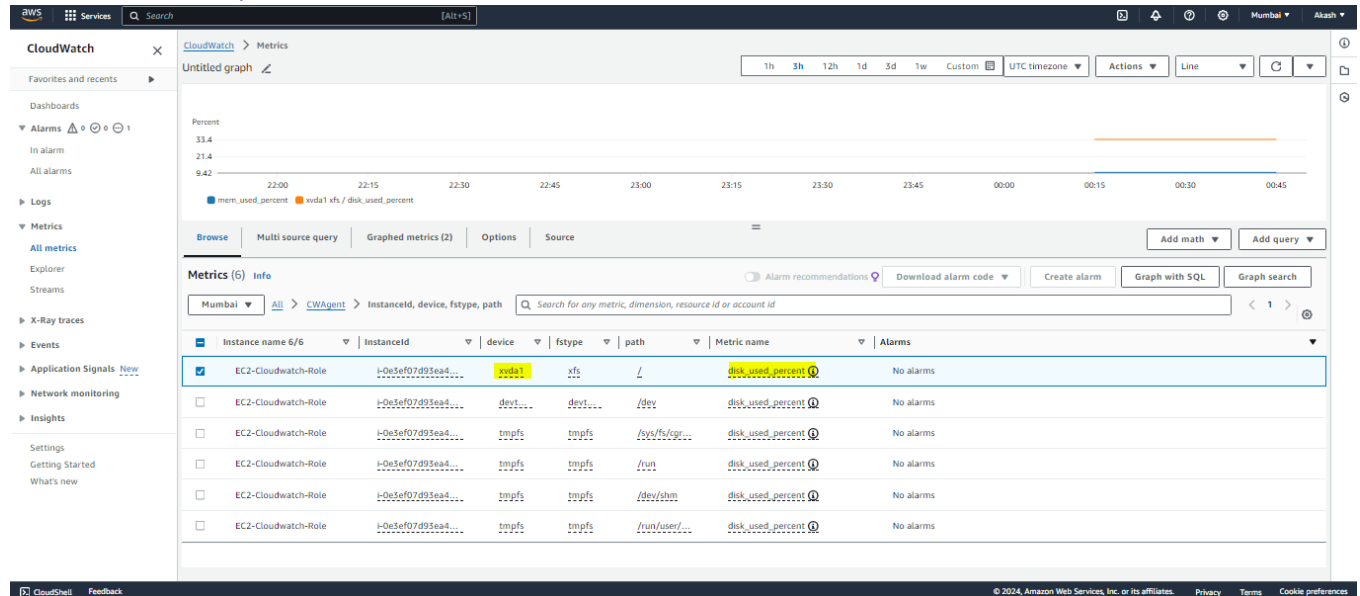 aws Services Search [Alt+S] Mumbai ▼ Akash ▼
CloudWatch
Favorites and recents
Dashboards
Alarms 0 0 1
In alarm
All alarms
Logs
Metrics
All metrics
Explorer
Streams
X-Ray traces
Events
Application Signals New
Network monitoring
Insights
Settings
Getting Started
What's new
CloudWatch > Metrics
Untitled graph
1h 3h 12h 1d 3d 1w Custom UTC timezone ▼ Actions ▼ Line ▼
Percent
33.4
21.4
9.42
22:00 22:15 22:30 22:45 23:00 23:15 23:30 23:45 00:00 00:15 00:30 00:45
mem_used_percent xvda1 xfs / disk_used_percent
Browse Multi source query Graphed metrics (2) Options Source Add math ▼ Add query ▼
Metrics (6) Info Alarm recommendations Download alarm code ▼ Create alarm Graph with SQL Graph search
Mumbai ▼ All > CWAgent > InstanceId, device, fstype, path Search for any metric, dimension, resource id or account id < 1 >
Instance name 6/6 InstanceId device fstype path Metric name Alarms
EC2-Cloudwatch-Role i-0e3ef07d93ea4... xvda1 xfs / disk_used_percent No alarms
EC2-Cloudwatch-Role i-0e3ef07d93ea4... devt... devt... /dev disk_used_percent No alarms
EC2-Cloudwatch-Role i-0e3ef07d93ea4... tmpfs tmpfs /sys/fs/cgr... disk_used_percent No alarms
EC2-Cloudwatch-Role i-0e3ef07d93ea4... tmpfs tmpfs /run disk_used_percent No alarms
EC2-Cloudwatch-Role i-0e3ef07d93ea4... tmpfs tmpfs /dev/shm disk_used_percent No alarms
EC2-Cloudwatch-Role i-0e3ef07d93ea4... tmpfs tmpfs /run/user/... disk_used_percent No alarms
CloudShell Feedback © 2024, Amazon Web Services, Inc. or its affiliates. Privacy Terms Cookie preferences